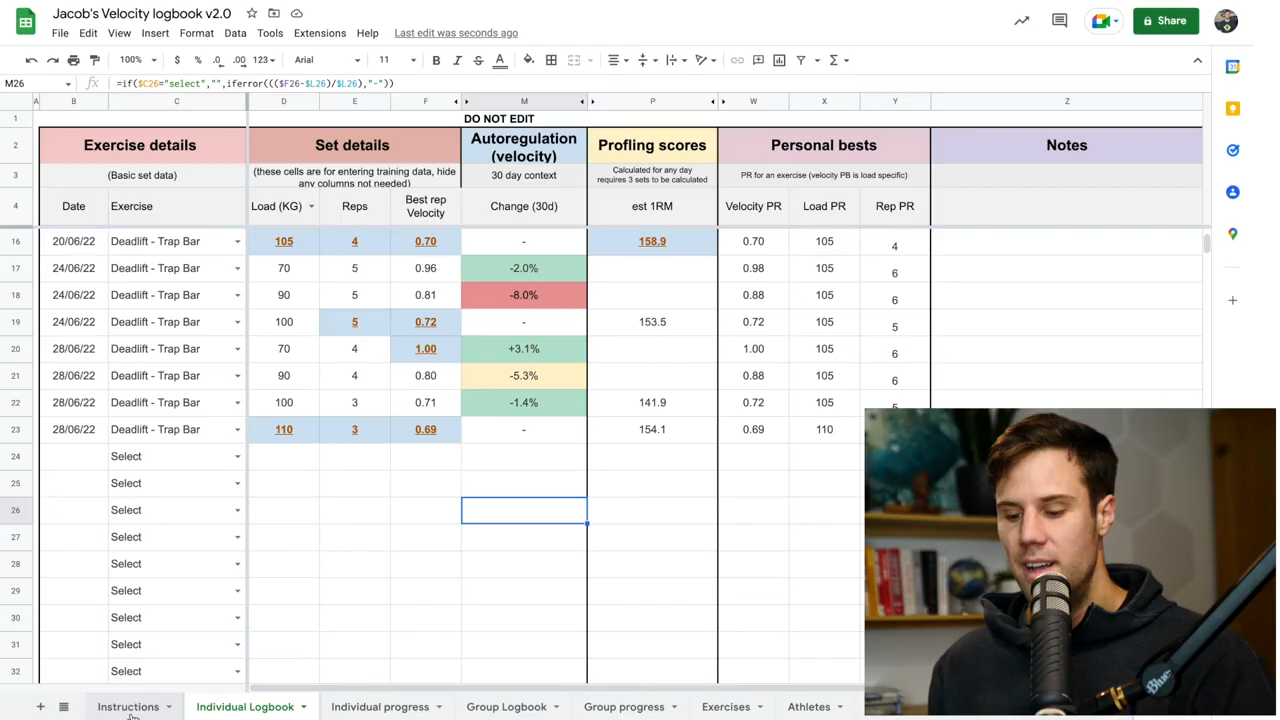 Jacob's Velocity logbook v2.0
File Edit View Insert Format Data Tools Extensions Help Last edit was seconds ago
Share
100% $ % .0 .00 123 Arial 11 B I S A
M26 fx =if($C26="select","",iferror((($F26-$L26)/$L26),"-"))
A B C D E F M P W X Y Z
1 DO NOT EDIT
2 Exercise details Set details Autoregulation (velocity) Profling scores Personal bests Notes
3 (Basic set data) (these cells are for entering training data, hide any columns not needed) 30 day context Calculated for any day requires 3 sets to be calculated PR for an exercise (velocity PB is load specific)
4 Date Exercise Load (KG) Reps Best rep Velocity Change (30d) est 1RM Velocity PR Load PR Rep PR
16 20/06/22 Deadlift - Trap Bar 105 4 0.70 - 158.9 0.70 105 4
17 24/06/22 Deadlift - Trap Bar 70 5 0.96 -2.0% 0.98 105 6
18 24/06/22 Deadlift - Trap Bar 90 5 0.81 -8.0% 0.88 105 6
19 24/06/22 Deadlift - Trap Bar 100 5 0.72 - 153.5 0.72 105 5
20 28/06/22 Deadlift - Trap Bar 70 4 1.00 +3.1% 1.00 105 6
21 28/06/22 Deadlift - Trap Bar 90 4 0.80 -5.3% 0.88 105 6
22 28/06/22 Deadlift - Trap Bar 100 3 0.71 -1.4% 141.9 0.72 105
23 28/06/22 Deadlift - Trap Bar 110 3 0.69 - 154.1 0.69 110
24 Select
25 Select
26 Select
27 Select
28 Select
29 Select
30 Select
31 Select
32 Select
Instructions Individual Logbook Individual progress Group Logbook Group progress Exercises Athletes
Blue